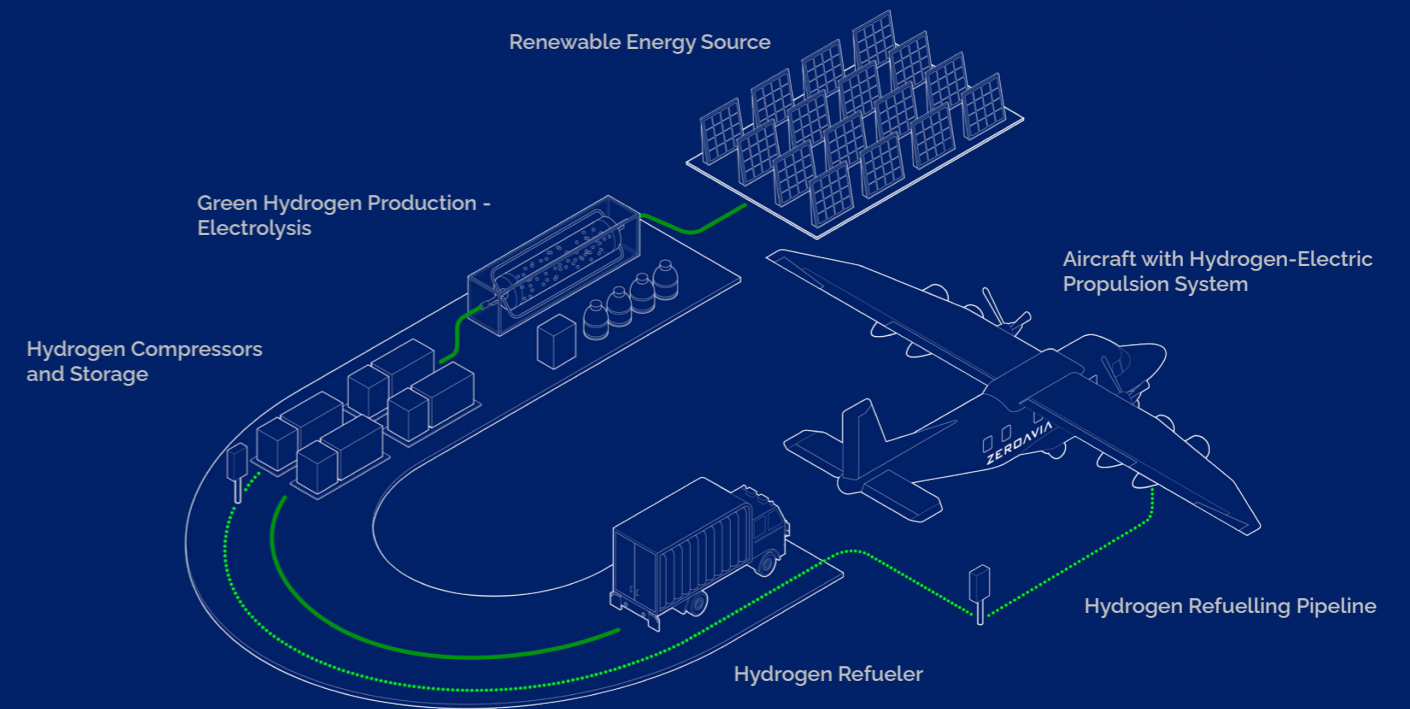 Renewable Energy Source
Green Hydrogen Production -
Electrolysis
Aircraft with Hydrogen-Electric
Propulsion System
Hydrogen Compressors
and Storage
ZEROAVIA
Hydrogen Refuelling Pipeline
Hydrogen Refueler